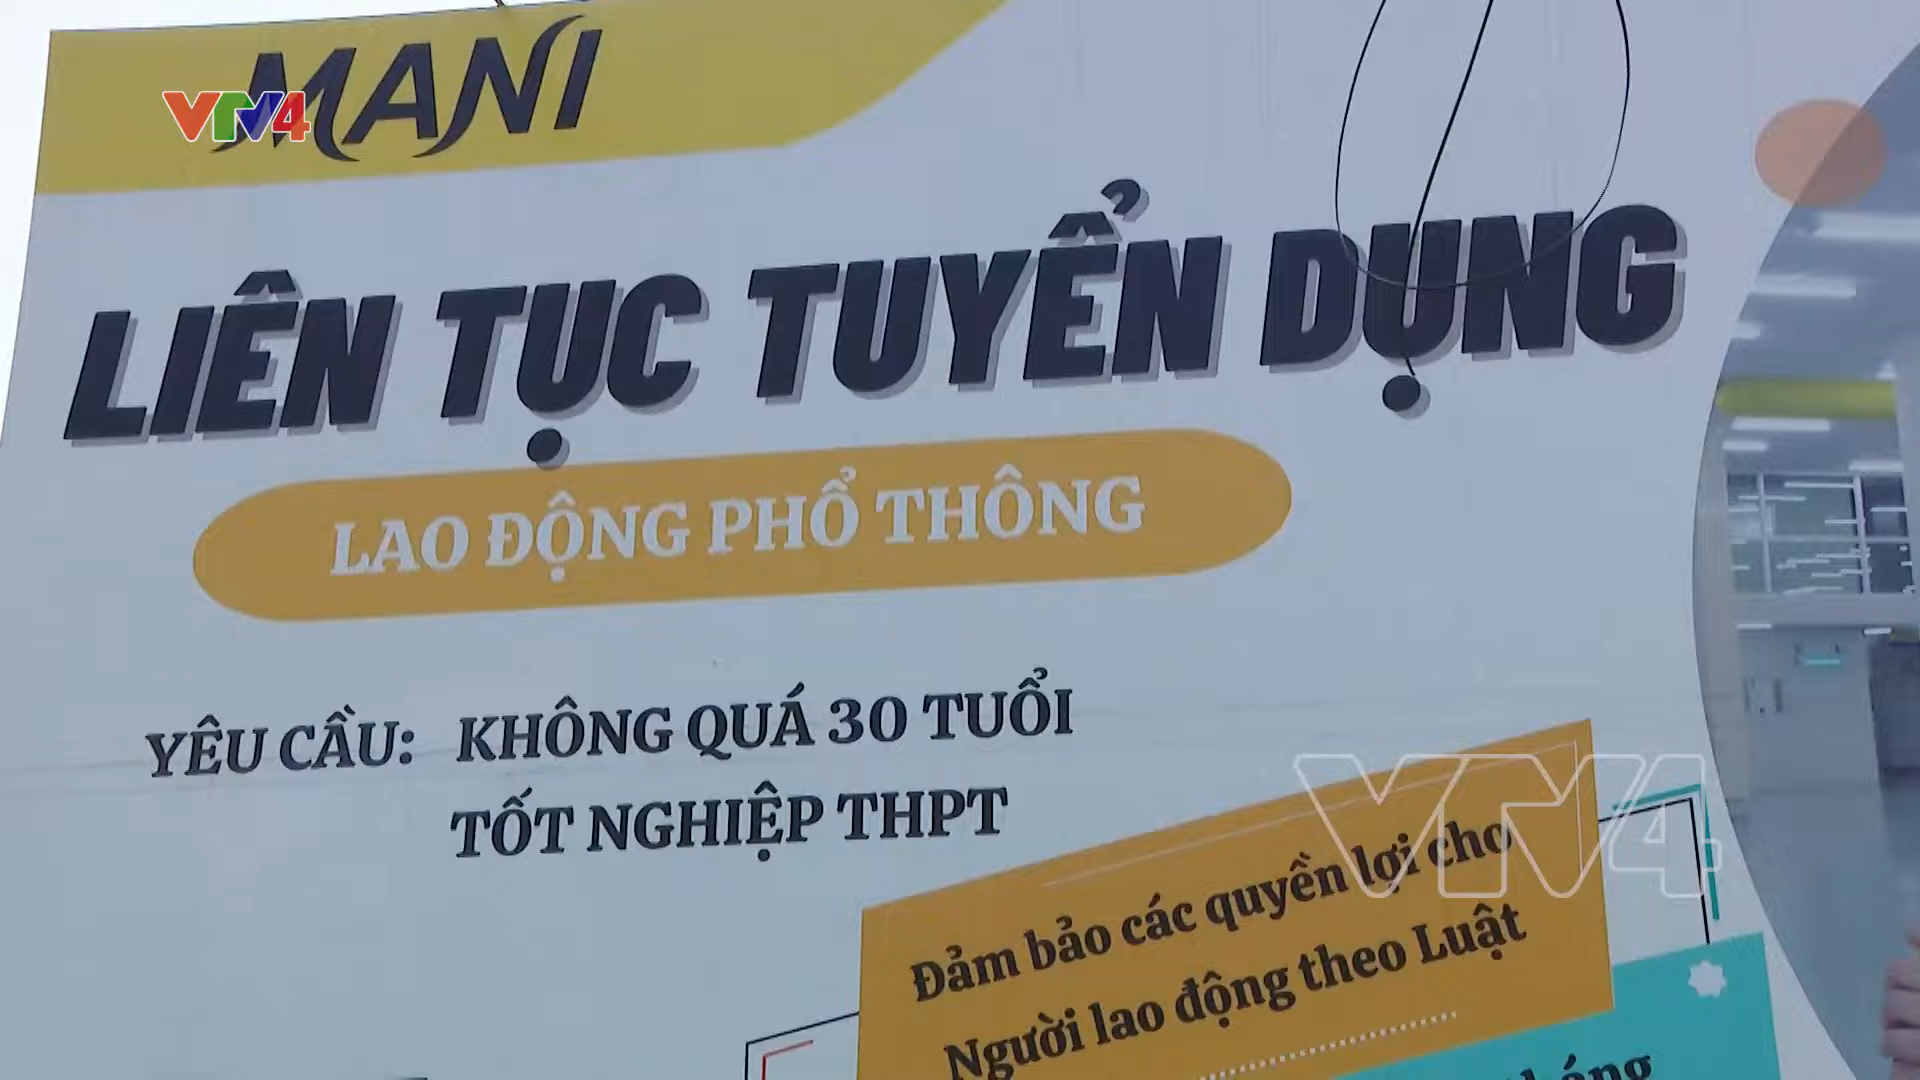 MANI
VTV4
LIÊN TỤC TUYỂN DỤNG
LAO ĐỘNG PHỔ THÔNG
YÊU CẦU: KHÔNG QUÁ 30 TUỔI
TỐT NGHIỆP THPT
VTV4
Đảm bảo các quyền lợi cho
Người lao động theo Luật